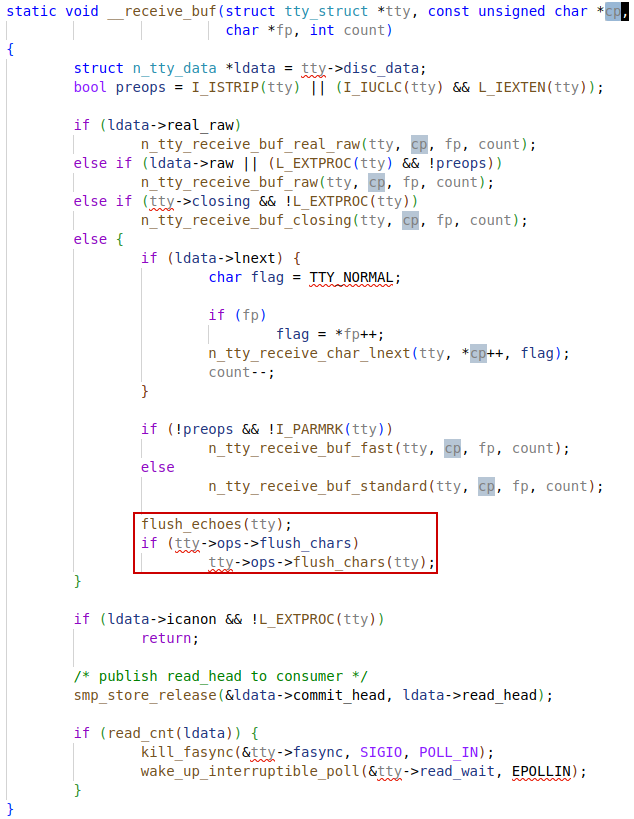 static void __receive_buf(struct tty_struct *tty, const unsigned char *cp,
                          char *fp, int count)
{
        struct n_tty_data *ldata = tty->disc_data;
        bool preops = I_ISTRIP(tty) || (I_IUCLC(tty) && L_IEXTEN(tty));

        if (ldata->real_raw)
                n_tty_receive_buf_real_raw(tty, cp, fp, count);
        else if (ldata->raw || (L_EXTPROC(tty) && !preops))
                n_tty_receive_buf_raw(tty, cp, fp, count);
        else if (tty->closing && !L_EXTPROC(tty))
                n_tty_receive_buf_closing(tty, cp, fp, count);
        else {
                if (ldata->lnext) {
                        char flag = TTY_NORMAL;

                        if (fp)
                                flag = *fp++;
                        n_tty_receive_char_lnext(tty, *cp++, flag);
                        count--;
                }

                if (!preops && !I_PARMRK(tty))
                        n_tty_receive_buf_fast(tty, cp, fp, count);
                else
                        n_tty_receive_buf_standard(tty, cp, fp, count);

                flush_echoes(tty);
                if (tty->ops->flush_chars)
                        tty->ops->flush_chars(tty);
        }

        if (ldata->icanon && !L_EXTPROC(tty))
                return;

        /* publish read_head to consumer */
        smp_store_release(&ldata->commit_head, ldata->read_head);

        if (read_cnt(ldata)) {
                kill_fasync(&tty->fasync, SIGIO, POLL_IN);
                wake_up_interruptible_poll(&tty->read_wait, EPOLLIN);
        }
}